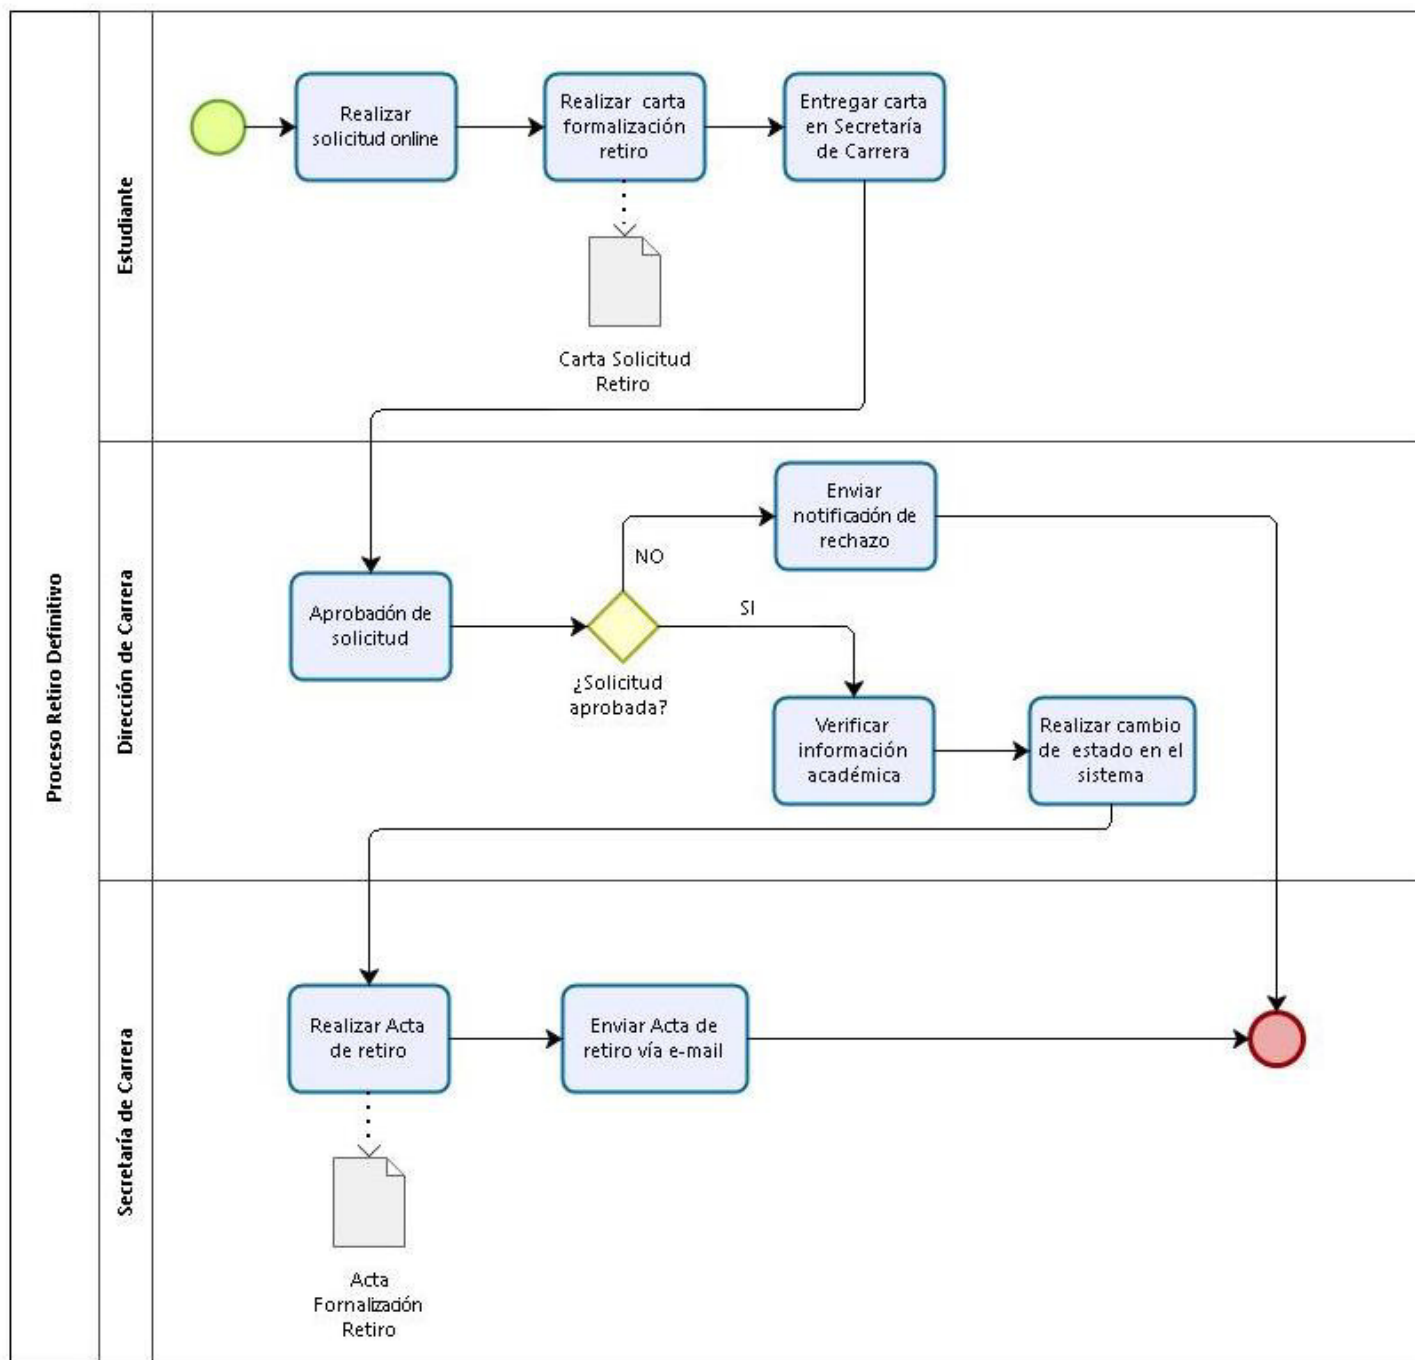 Proceso Retiro Definitivo
Estudiante
Realizar
solicitud online
Realizar carta
formalización
retiro
Entregar carta
en Secretaría
de Carrera
Carta Solicitud
Retiro
Dirección de Carrera
Aprobación de
solicitud
¿Solicitud
aprobada?
NO
Enviar
notificación de
rechazo
SI
Verificar
información
académica
Realizar cambio
de estado en el
sistema
Secretaría de Carrera
Realizar Acta
de retiro
Enviar Acta de
retiro vía e-mail
Acta
Fornalización
Retiro